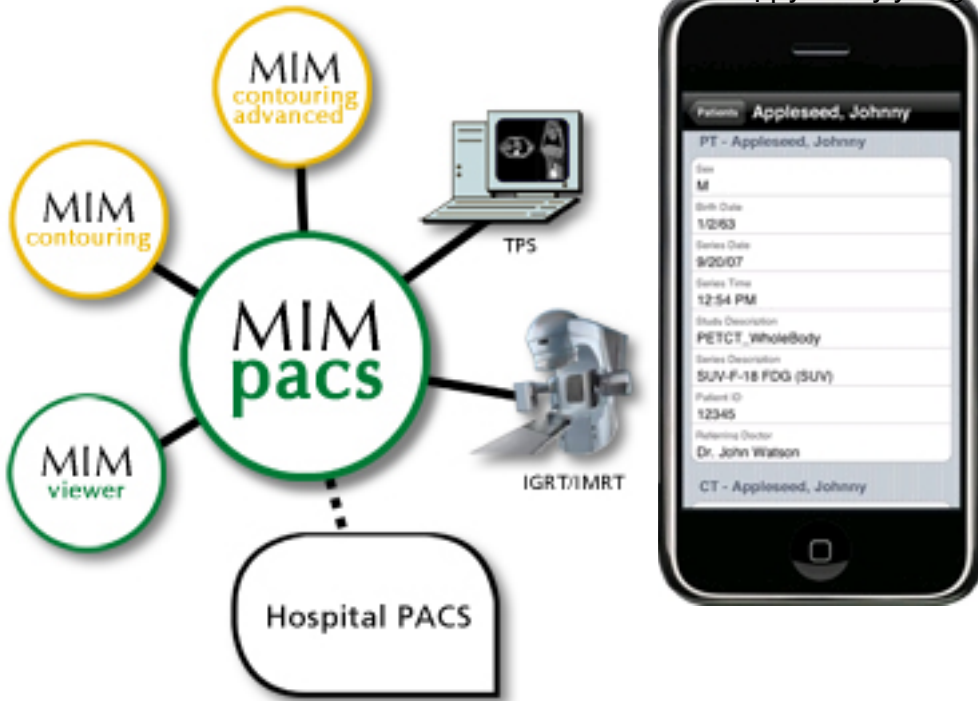 MIM
contouring
advanced
MIM
contouring
TPS
MIM
pacs
IGRT/IMRT
MIM
viewer
Hospital PACS
Patients
Appleseed, Johnny
PT - Appleseed, Johnny
Sex
M
Birth Date
1/2/63
Series Date
9/20/07
Series Time
12:54 PM
Study Description
PETCT_WholeBody
Series Description
SUV-F-18 FDG (SUV)
Patient ID
12345
Referring Doctor
Dr. John Watson
CT - Appleseed, Johnny